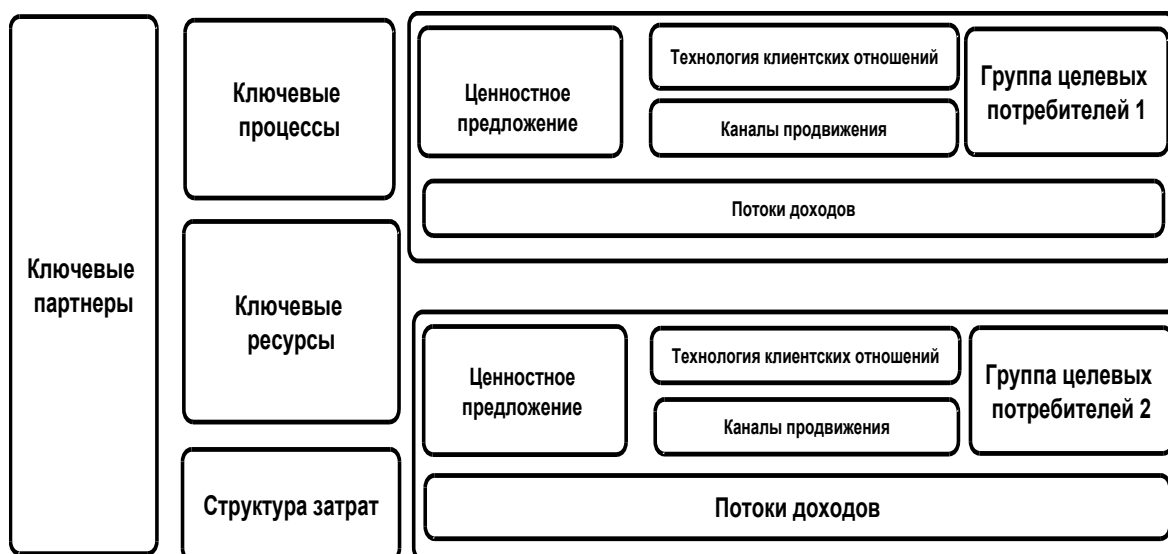 Ключевые
партнеры
Ключевые
процессы
Ключевые
ресурсы
Структура затрат
Ценностное
предложение
Технология клиентских отношений
Каналы продвижения
Группа целевых
потребителей 1
Потоки доходов
Ценностное
предложение
Технология клиентских отношений
Каналы продвижения
Группа целевых
потребителей 2
Потоки доходов